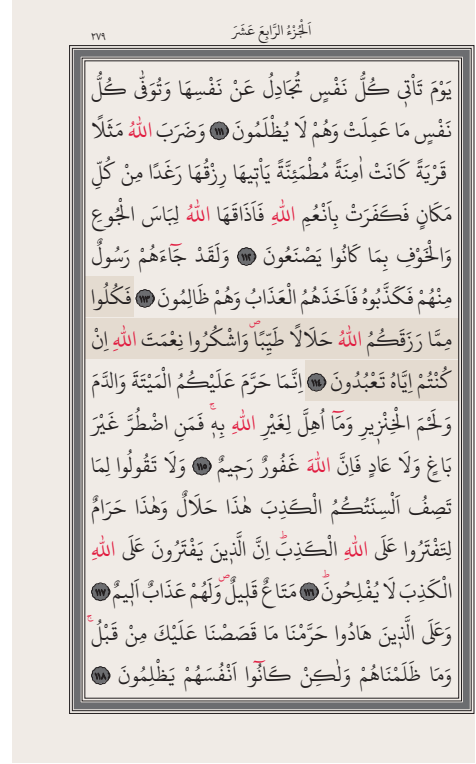 اَلْجُزْءُ الرَّابِعَ عَشَرَ
٢٧٩
يَوْمَ تَأْتٖي كُلُّ نَفْسٍ تُجَادِلُ عَنْ نَفْسِهَا وَتُوَفّٰى كُلُّ
نَفْسٍ مَا عَمِلَتْ وَهُمْ لَا يُظْلَمُونَ ﴿١١١﴾ وَضَرَبَ اللّٰهُ مَثَلًا
قَرْيَةً كَانَتْ اٰمِنَةً مُطْمَئِنَّةً يَأْتٖيهَا رِزْقُهَا رَغَدًا مِنْ كُلِّ
مَكَانٍ فَكَفَرَتْ بِاَنْعُمِ اللّٰهِ فَاَذَاقَهَا اللّٰهُ لِبَاسَ الْجُوعِ
وَالْخَوْفِ بِمَا كَانُوا يَصْنَعُونَ ﴿١١٢﴾ وَلَقَدْ جَٓاءَهُمْ رَسُولٌ
مِنْهُمْ فَكَذَّبُوهُ فَاَخَذَهُمُ الْعَذَابُ وَهُمْ ظَالِمُونَ ﴿١١٣﴾ فَكُلُوا
مِمَّا رَزَقَكُمُ اللّٰهُ حَلَالًا طَيِّبًاۖ وَاشْكُرُوا نِعْمَتَ اللّٰهِ اِنْ
كُنْتُمْ اِيَّاهُ تَعْبُدُونَ ﴿١١٤﴾ اِنَّمَا حَرَّمَ عَلَيْكُمُ الْمَيْتَةَ وَالدَّمَ
وَلَحْمَ الْخِنْزٖيرِ وَمَٓا اُهِلَّ لِغَيْرِ اللّٰهِ بِهٖۚ فَمَنِ اضْطُرَّ غَيْرَ
بَاغٍ وَلَا عَادٍ فَاِنَّ اللّٰهَ غَفُورٌ رَحٖيمٌ ﴿١١٥﴾ وَلَا تَقُولُوا لِمَا
تَصِفُ اَلْسِنَتُكُمُ الْكَذِبَ هٰذَا حَلَالٌ وَهٰذَا حَرَامٌ
لِتَفْتَرُوا عَلَى اللّٰهِ الْكَذِبَؕ اِنَّ الَّذٖينَ يَفْتَرُونَ عَلَى اللّٰهِ
الْكَذِبَ لَا يُفْلِحُونَؕ ﴿١١٦﴾ مَتَاعٌ قَلٖيلٌۖ وَلَهُمْ عَذَابٌ اَلٖيمٌ ﴿١١٧﴾
وَعَلَى الَّذٖينَ هَادُوا حَرَّمْنَا مَا قَصَصْنَا عَلَيْكَ مِنْ قَبْلُۚ
وَمَا ظَلَمْنَاهُمْ وَلٰكِنْ كَانُٓوا اَنْفُسَهُمْ يَظْلِمُونَ ﴿١١٨﴾